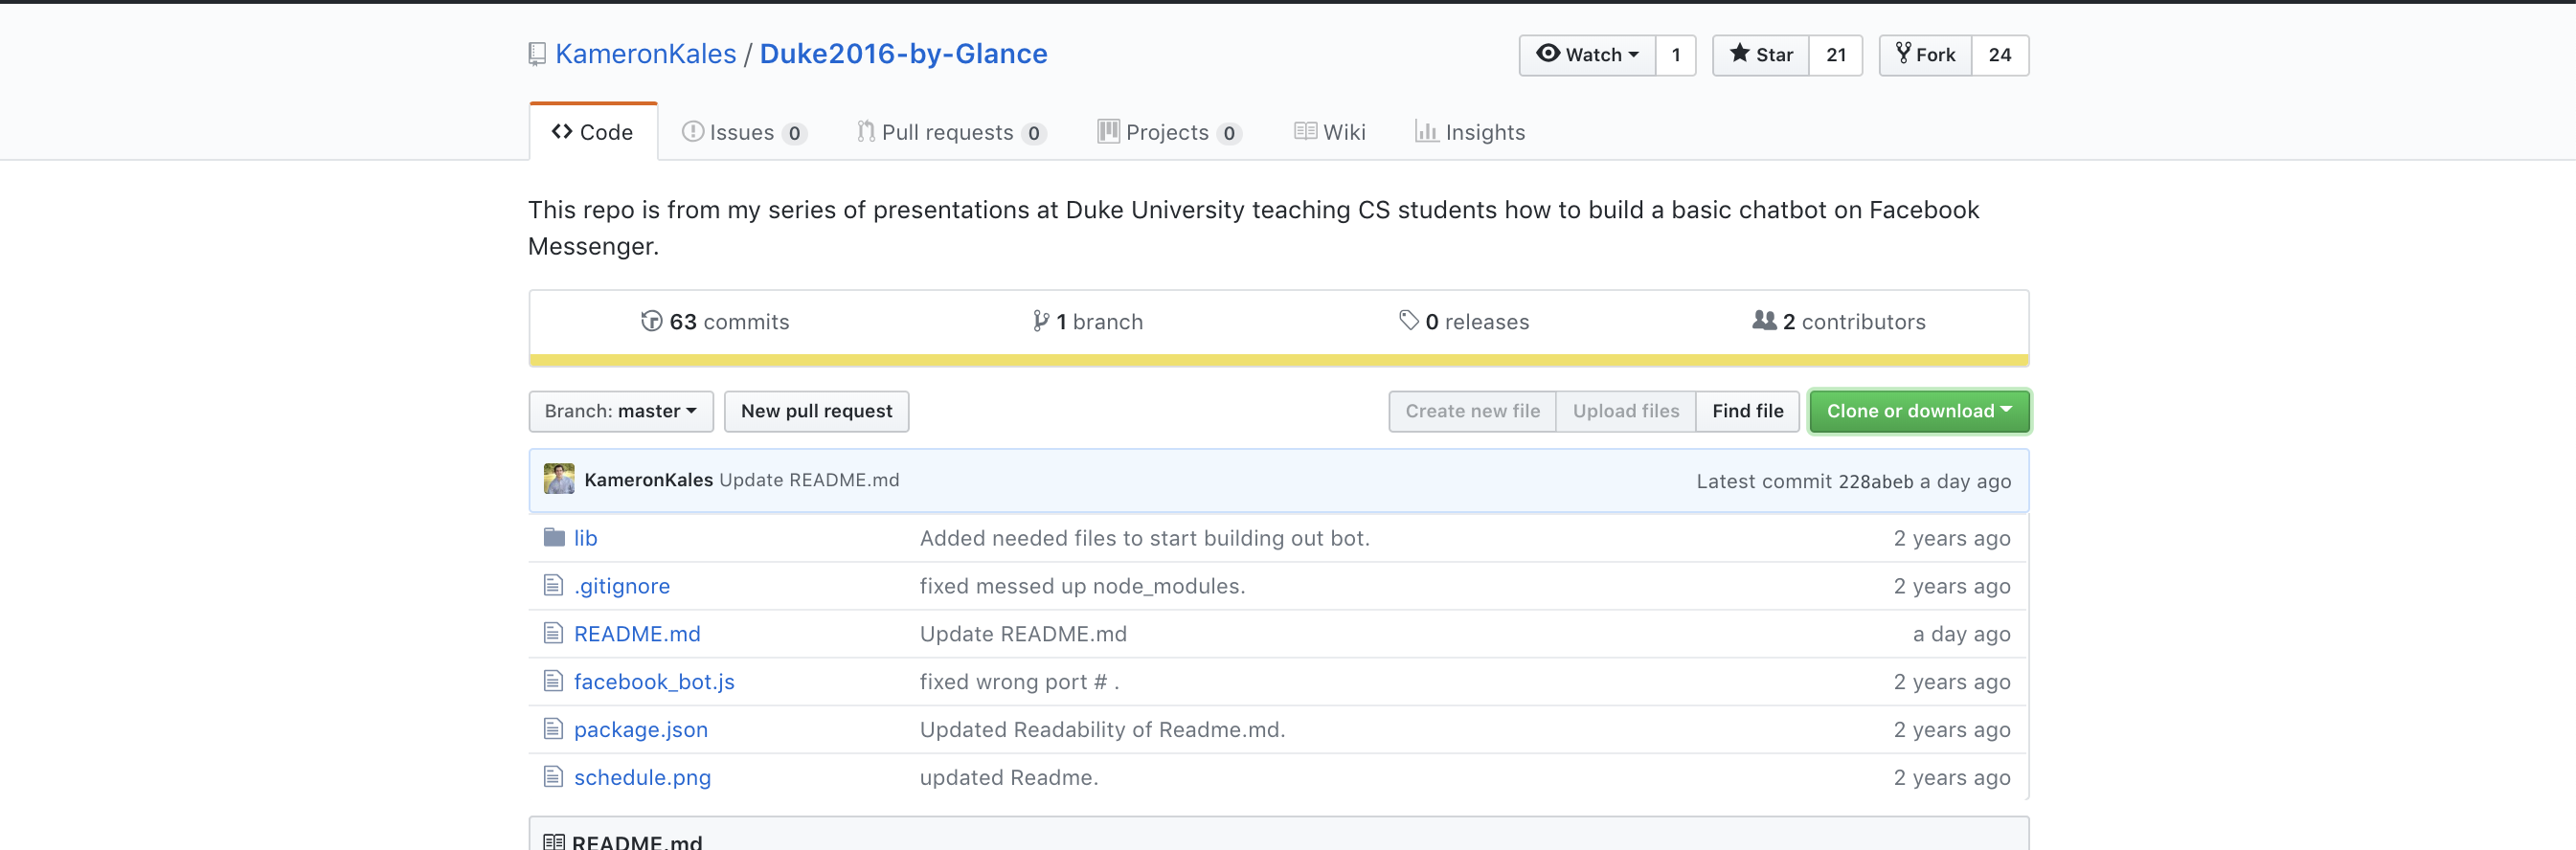 KameronKales / Duke2016-by-Glance Watch 1 Star 21 Fork 24
Code Issues 0 Pull requests 0 Projects 0 Wiki Insights
This repo is from my series of presentations at Duke University teaching CS students how to build a basic chatbot on Facebook
Messenger.
63 commits 1 branch 0 releases 2 contributors
Branch: master New pull request Create new file Upload files Find file Clone or download
KameronKales Update README.md Latest commit 228abeb a day ago
lib Added needed files to start building out bot. 2 years ago
.gitignore fixed messed up node_modules. 2 years ago
README.md Update README.md a day ago
facebook_bot.js fixed wrong port # . 2 years ago
package.json Updated Readability of Readme.md. 2 years ago
schedule.png updated Readme. 2 years ago
README.md